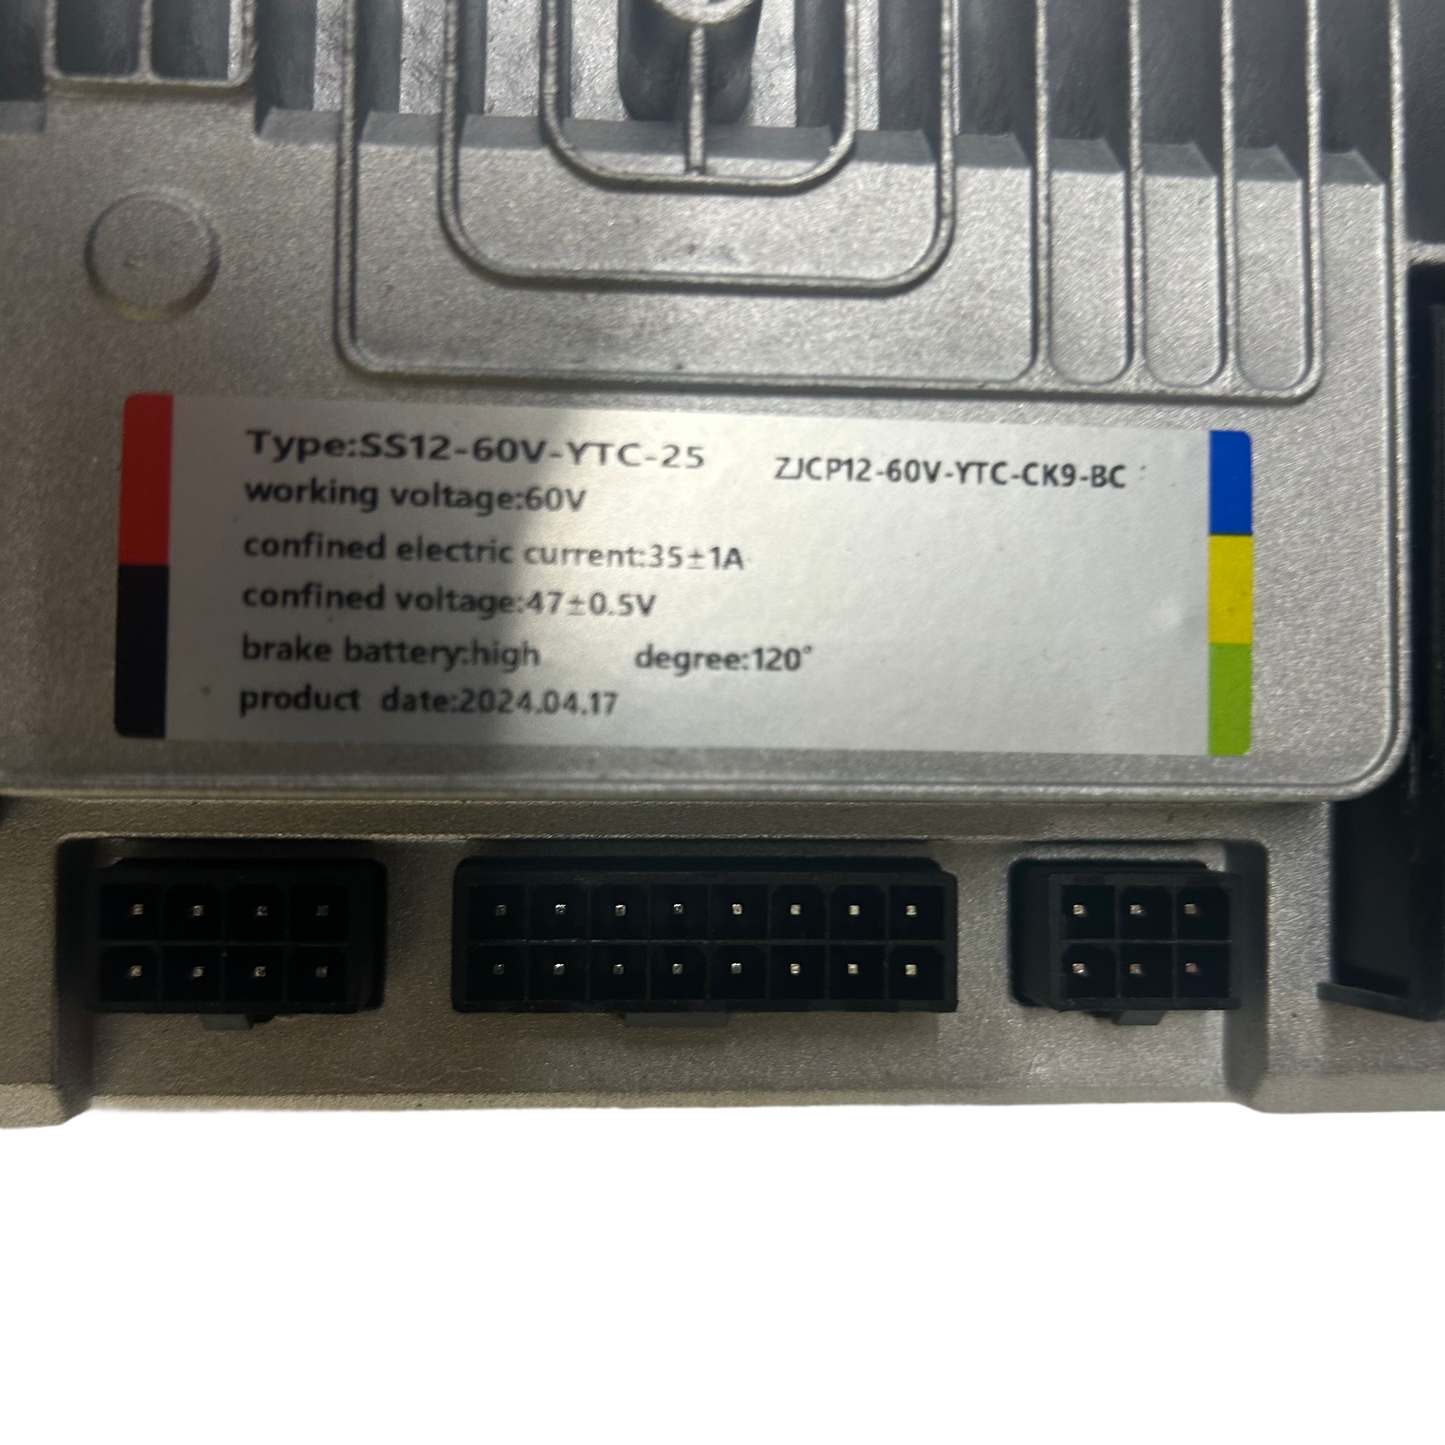 Type:SS12-60V-YTC-25 ZJCP12-60V-YTC-CK9-BC
working voltage:60V
confined electric current:35±1A
confined voltage:47±0.5V
brake battery:high degree:120°
product date:2024.04.17